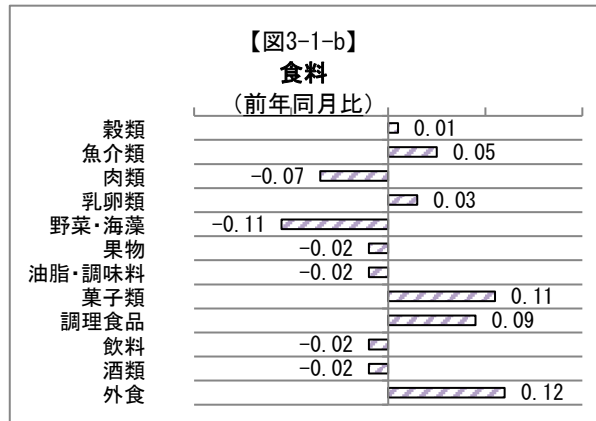 【図3-1-b】
食料
(前年同月比)
穀類 0.01
魚介類 0.05
肉類 -0.07
乳卵類 0.03
野菜・海藻 -0.11
果物 -0.02
油脂・調味料 -0.02
菓子類 0.11
調理食品 0.09
飲料 -0.02
酒類 -0.02
外食 0.12